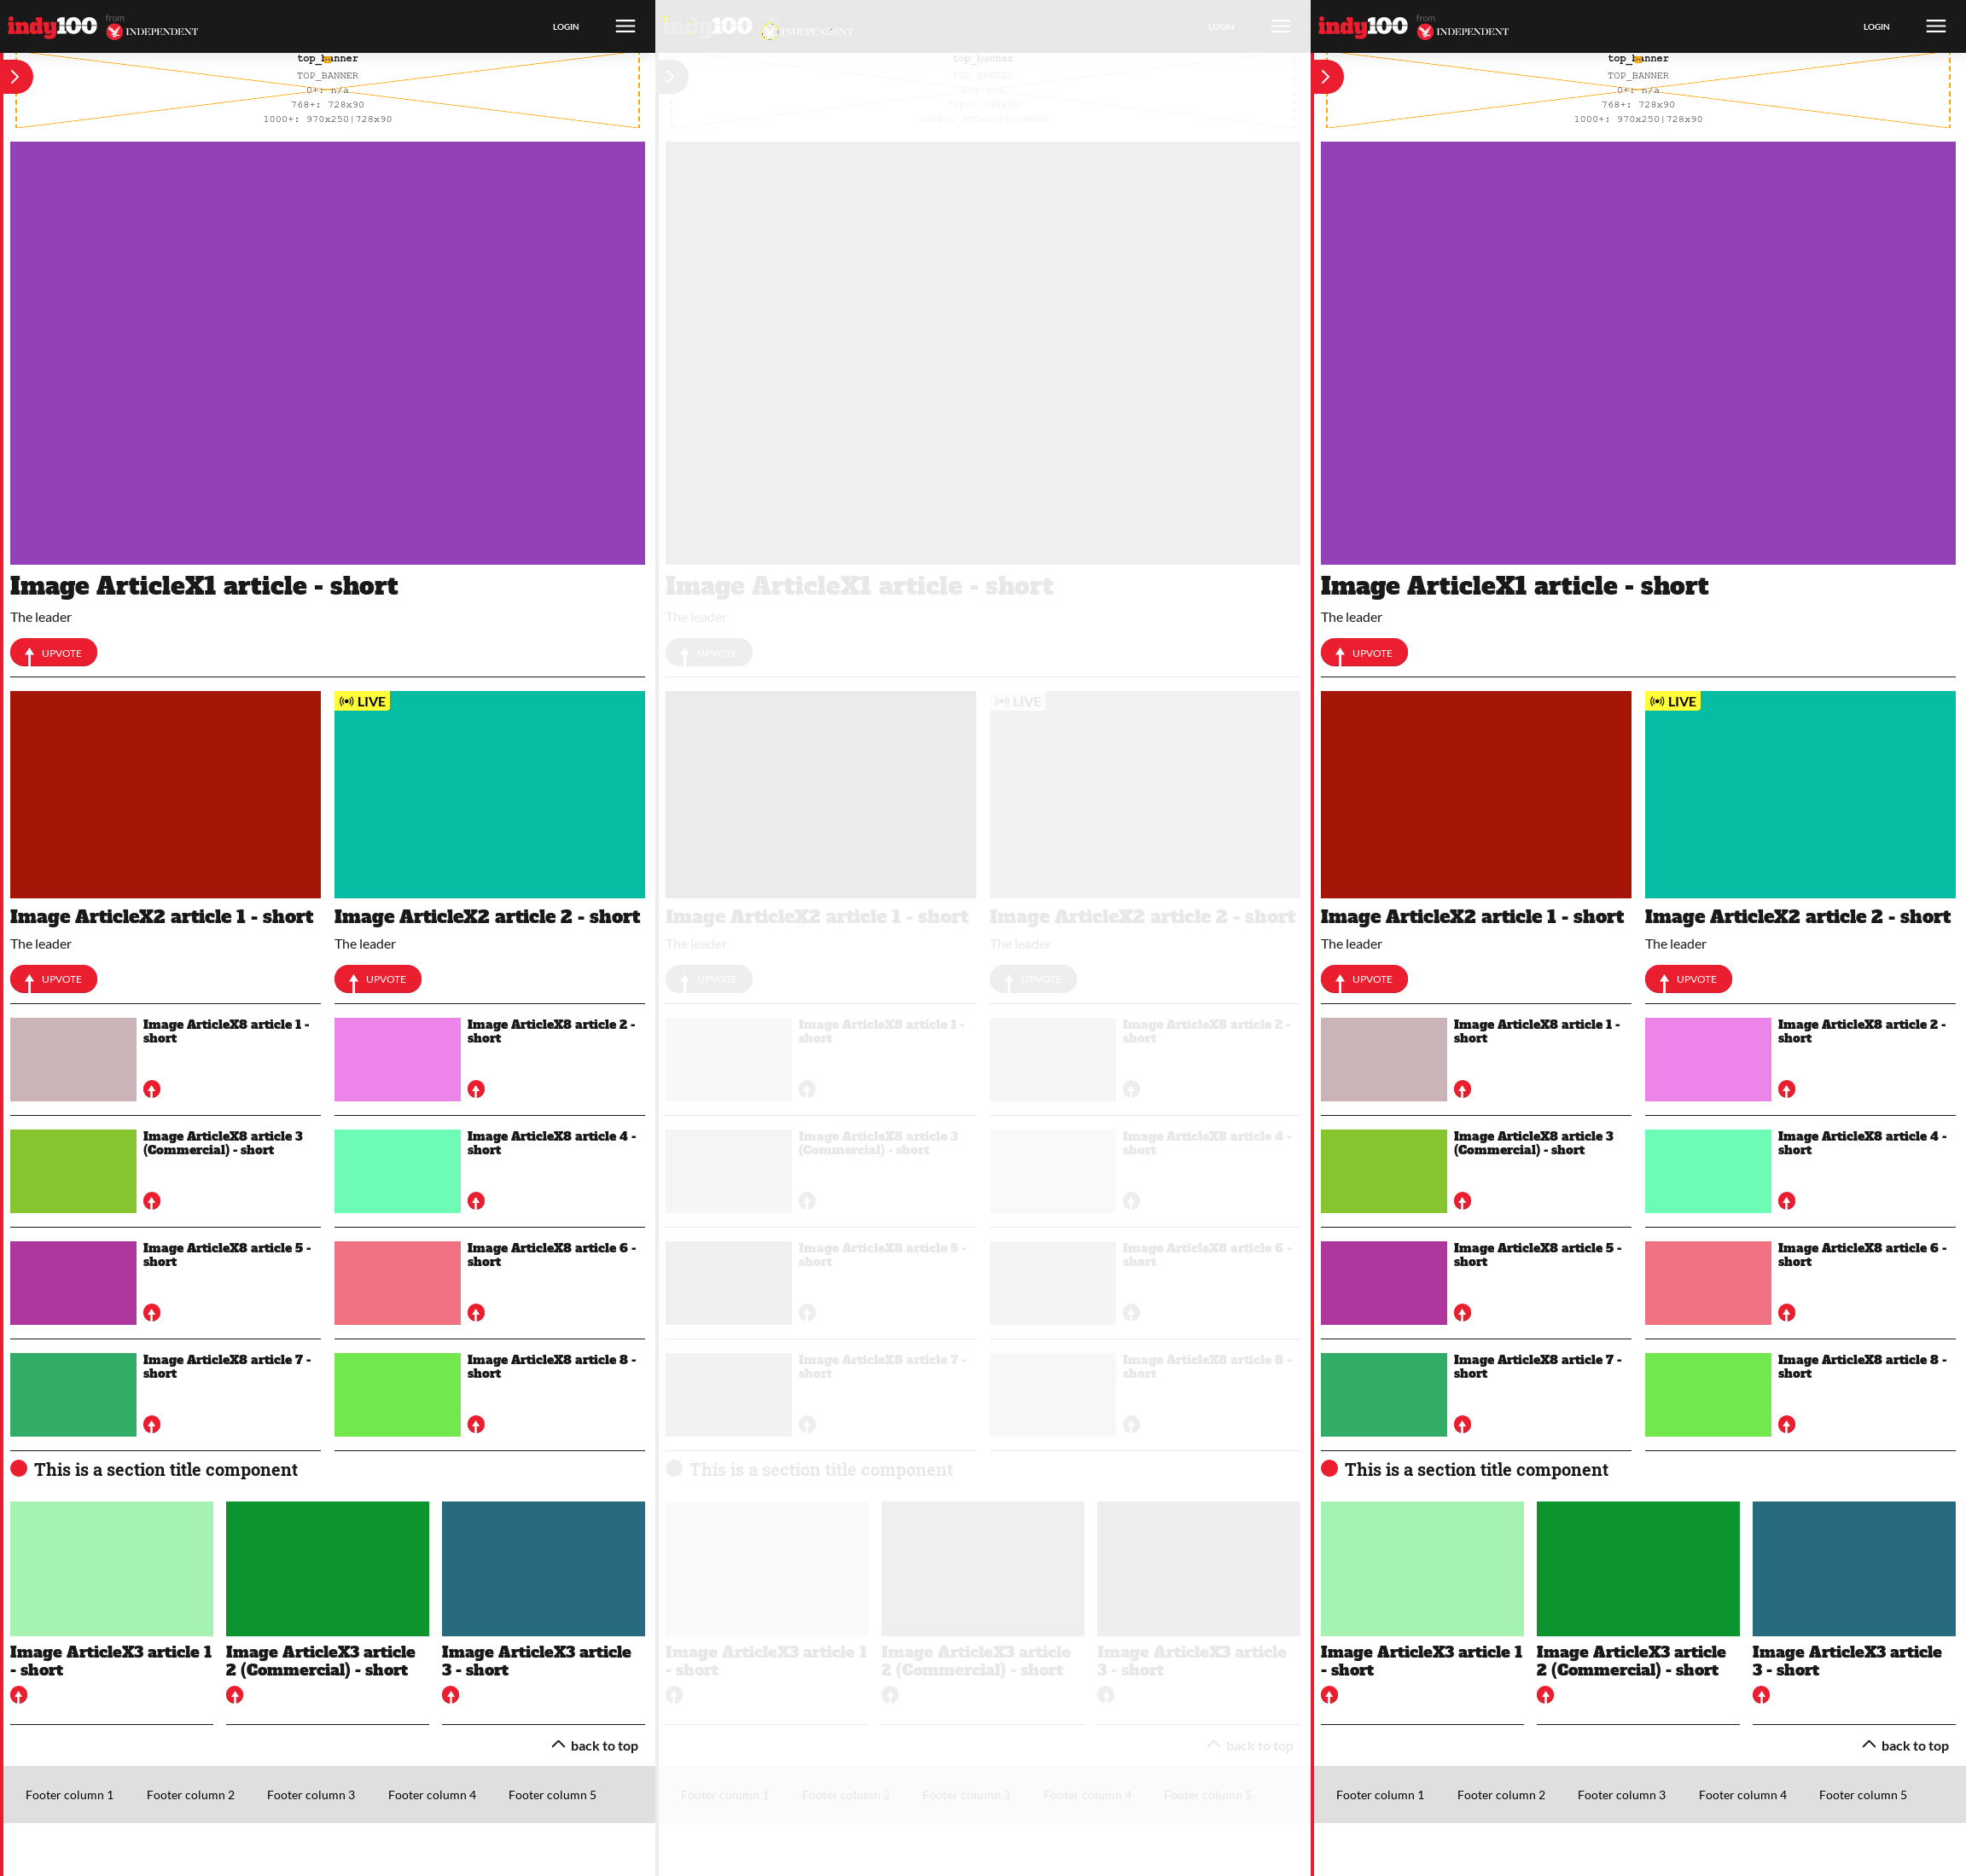 indy100 from INDEPENDENT LOGIN
top_banner
TOP_BANNER
0+: n/a
768+: 728x90
1000+: 970x250|728x90
Image ArticleX1 article - short
The leader
UPVOTE
LIVE
Image ArticleX2 article 1 - short
The leader
UPVOTE
Image ArticleX2 article 2 - short
The leader
UPVOTE
Image ArticleX8 article 1 -
short
Image ArticleX8 article 2 -
short
Image ArticleX8 article 3
(Commercial) - short
Image ArticleX8 article 4 -
short
Image ArticleX8 article 5 -
short
Image ArticleX8 article 6 -
short
Image ArticleX8 article 7 -
short
Image ArticleX8 article 8 -
short
This is a section title component
Image ArticleX3 article 1
- short
Image ArticleX3 article
2 (Commercial) - short
Image ArticleX3 article
3 - short
back to top
Footer column 1 Footer column 2 Footer column 3 Footer column 4 Footer column 5
indy100 INDEPENDENT LOGIN
top_banner
TOP_BANNER
0+: n/a
768+: 728x90
1000+: 970x250|728x90
Image ArticleX1 article - short
The leader
UPVOTE
LIVE
Image ArticleX2 article 1 - short
The leader
UPVOTE
Image ArticleX2 article 2 - short
The leader
UPVOTE
Image ArticleX8 article 1 -
short
Image ArticleX8 article 2 -
short
Image ArticleX8 article 3
(Commercial) - short
Image ArticleX8 article 4 -
short
Image ArticleX8 article 5 -
short
Image ArticleX8 article 6 -
short
Image ArticleX8 article 7 -
short
Image ArticleX8 article 8 -
short
This is a section title component
Image ArticleX3 article 1
- short
Image ArticleX3 article
2 (Commercial) - short
Image ArticleX3 article
3 - short
back to top
Footer column 1 Footer column 2 Footer column 3 Footer column 4 Footer column 5
indy100 from INDEPENDENT LOGIN
top_banner
TOP_BANNER
0+: n/a
768+: 728x90
1000+: 970x250|728x90
Image ArticleX1 article - short
The leader
UPVOTE
LIVE
Image ArticleX2 article 1 - short
The leader
UPVOTE
Image ArticleX2 article 2 - short
The leader
UPVOTE
Image ArticleX8 article 1 -
short
Image ArticleX8 article 2 -
short
Image ArticleX8 article 3
(Commercial) - short
Image ArticleX8 article 4 -
short
Image ArticleX8 article 5 -
short
Image ArticleX8 article 6 -
short
Image ArticleX8 article 7 -
short
Image ArticleX8 article 8 -
short
This is a section title component
Image ArticleX3 article 1
- short
Image ArticleX3 article
2 (Commercial) - short
Image ArticleX3 article
3 - short
back to top
Footer column 1 Footer column 2 Footer column 3 Footer column 4 Footer column 5